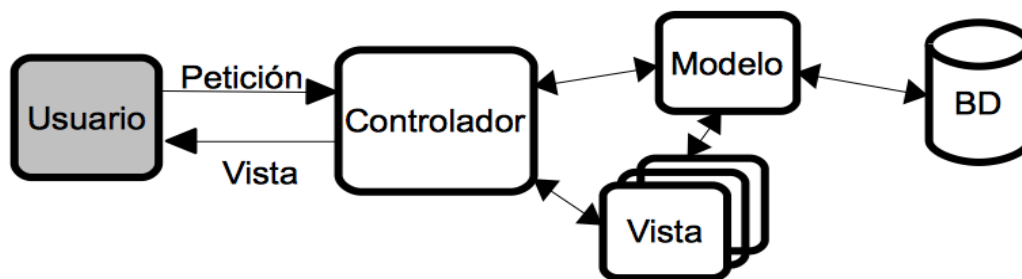 Usuario
Petición
Vista
Controlador
Modelo
Vista
BD